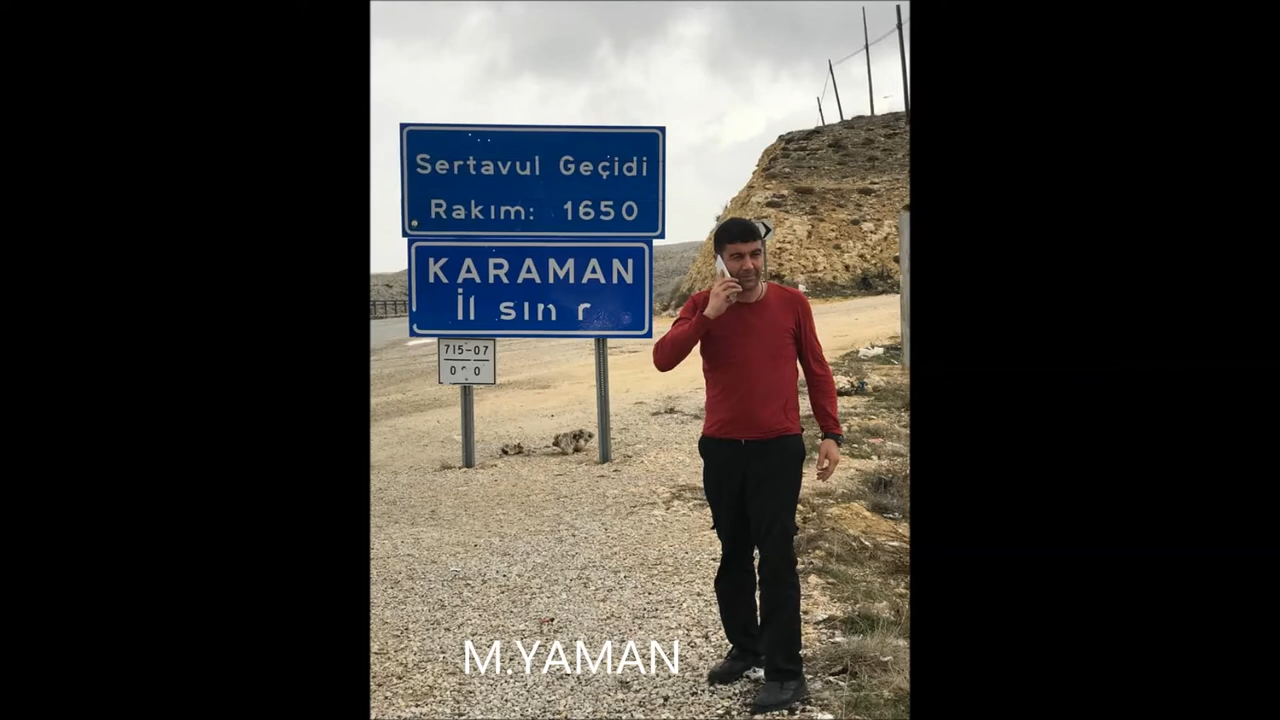 Sertavul Geçidi
Rakım: 1650
KARAMAN
İl sın r
715-07
M.YAMAN